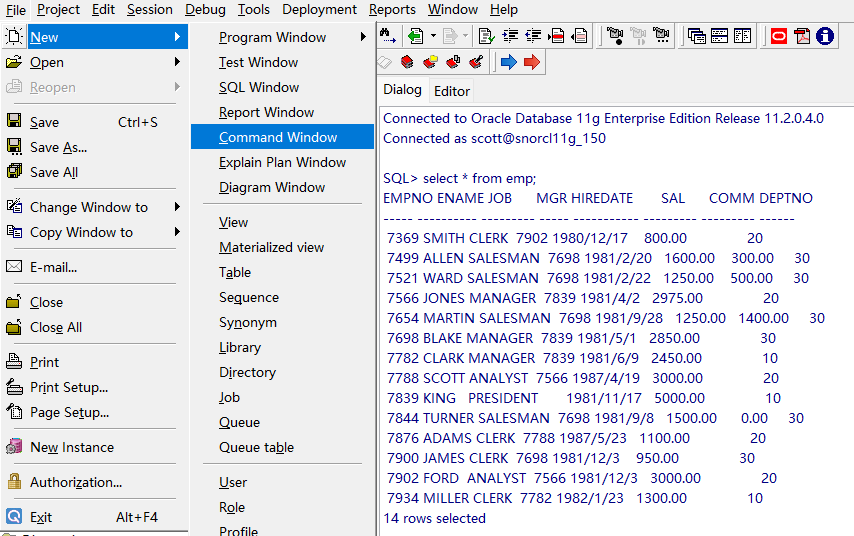 File Project Edit Session Debug Tools Deployment Reports Window Help
New
Open
Reopen
Save Ctrl+S
Save As...
Save All
Change Window to
Copy Window to
E-mail...
Close
Close All
Print
Print Setup...
Page Setup...
New Instance
Authorization...
Exit Alt+F4
Program Window
Test Window
SQL Window
Report Window
Command Window
Explain Plan Window
Diagram Window
View
Materialized view
Table
Sequence
Synonym
Library
Directory
Job
Queue
Queue table
User
Role
Profile
Dialog Editor
Connected to Oracle Database 11g Enterprise Edition Release 11.2.0.4.0
Connected as scott@snorcl11g_150
SQL> select * from emp;
EMPNO ENAME JOB MGR HIREDATE SAL COMM DEPTNO
----- ---------- --------- ----- ----------- --------- --------- ------
7369 SMITH CLERK 7902 1980/12/17 800.00 20
7499 ALLEN SALESMAN 7698 1981/2/20 1600.00 300.00 30
7521 WARD SALESMAN 7698 1981/2/22 1250.00 500.00 30
7566 JONES MANAGER 7839 1981/4/2 2975.00 20
7654 MARTIN SALESMAN 7698 1981/9/28 1250.00 1400.00 30
7698 BLAKE MANAGER 7839 1981/5/1 2850.00 30
7782 CLARK MANAGER 7839 1981/6/9 2450.00 10
7788 SCOTT ANALYST 7566 1987/4/19 3000.00 20
7839 KING PRESIDENT 1981/11/17 5000.00 10
7844 TURNER SALESMAN 7698 1981/9/8 1500.00 0.00 30
7876 ADAMS CLERK 7788 1987/5/23 1100.00 20
7900 JAMES CLERK 7698 1981/12/3 950.00 30
7902 FORD ANALYST 7566 1981/12/3 3000.00 20
7934 MILLER CLERK 7782 1982/1/23 1300.00 10
14 rows selected